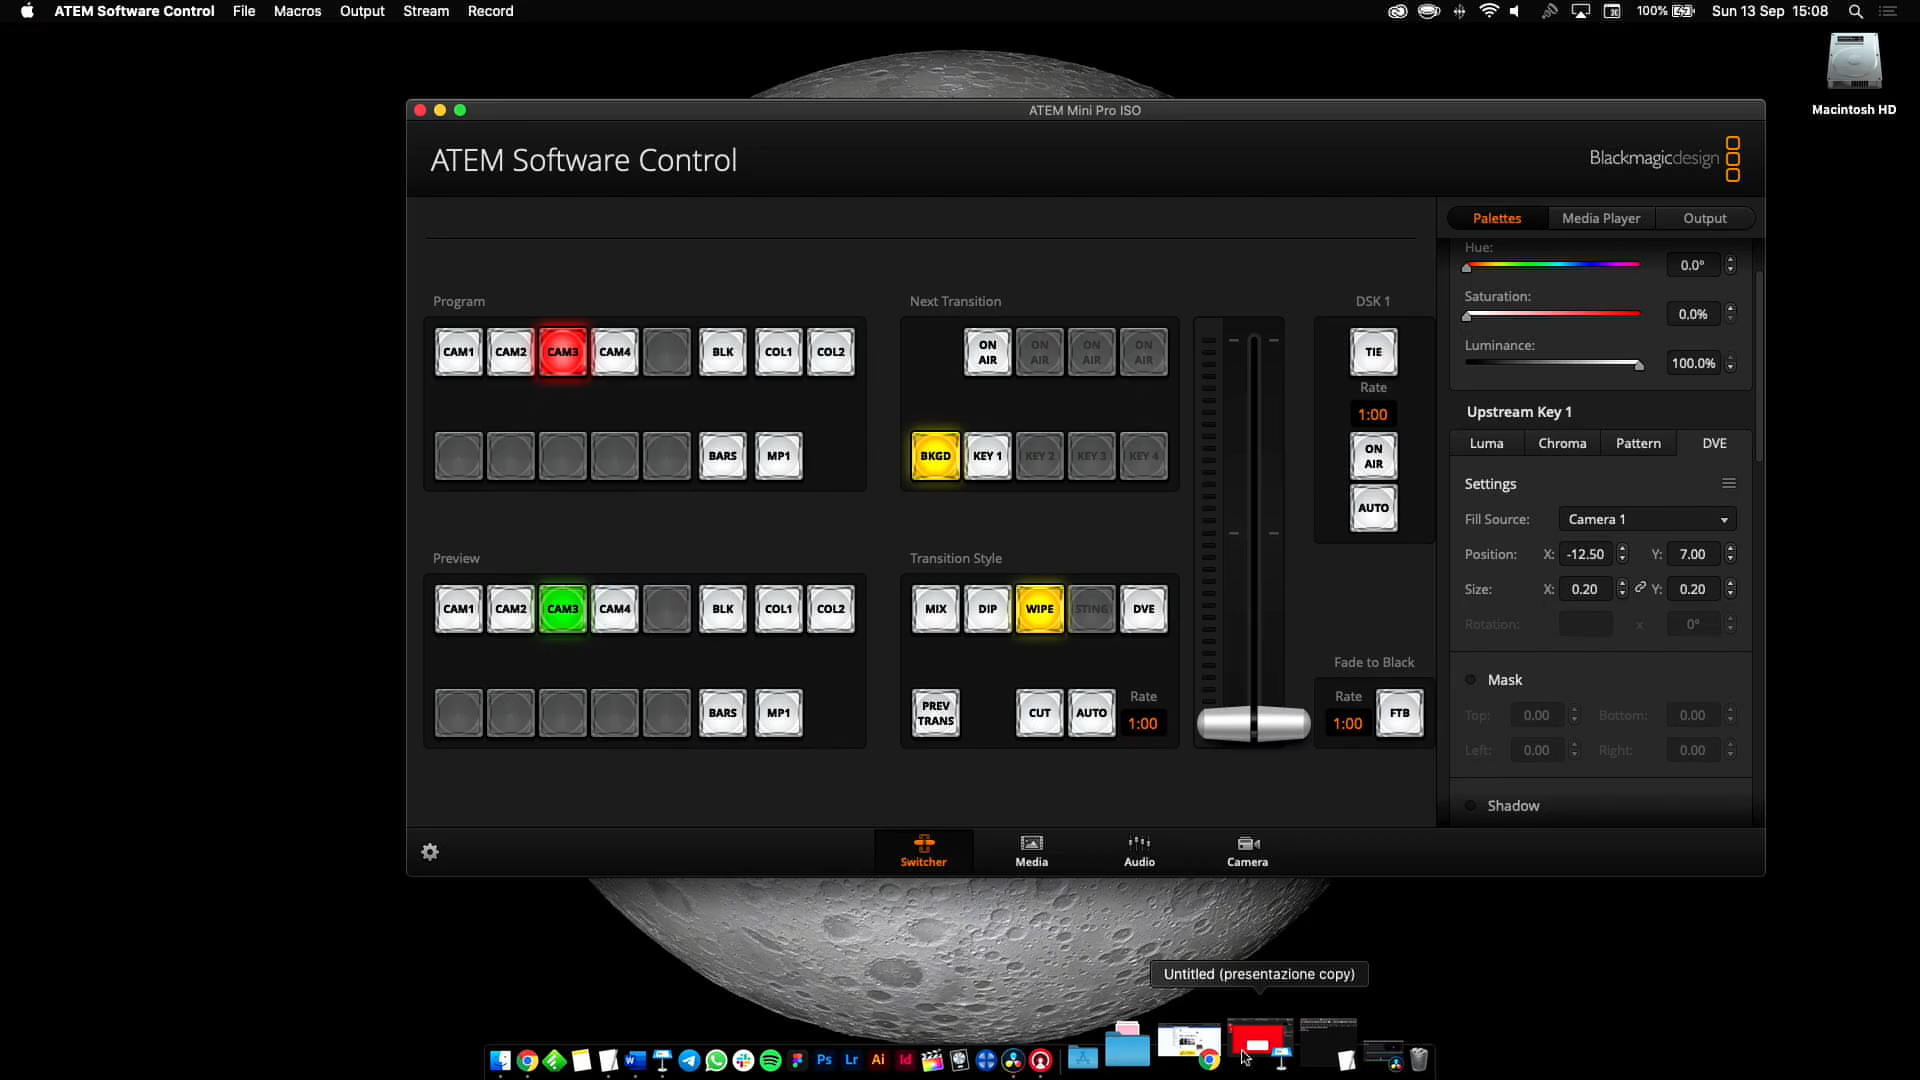 ATEM Software Control File Macros Output Stream Record 100% Sun 13 Sep 15:08
Macintosh HD
ATEM Mini Pro ISO
ATEM Software Control
Blackmagicdesign
Palettes Media Player Output
Hue:
0.0°
Saturation:
0.0%
Luminance:
100.0%
Program
CAM1 CAM2 CAM3 CAM4 BLK COL1 COL2
BARS MP1
Next Transition
ON AIR ON AIR ON AIR ON AIR
BKGD KEY 1 KEY 2 KEY 3 KEY 4
DSK 1
TIE
Rate
1:00
ON AIR
AUTO
Upstream Key 1
Luma Chroma Pattern DVE
Settings
Fill Source: Camera 1
Position: X: -12.50 Y: 7.00
Size: X: 0.20 Y: 0.20
Rotation: x 0°
Mask
Top: 0.00 Bottom: 0.00
Left: 0.00 Right: 0.00
Shadow
Preview
CAM1 CAM2 CAM3 CAM4 BLK COL1 COL2
BARS MP1
Transition Style
MIX DIP WIPE STING DVE
PREV TRANS CUT AUTO Rate 1:00
Fade to Black
Rate 1:00 FTB
Switcher Media Audio Camera
Untitled (presentazione copy)
Ps Lr Ai Id